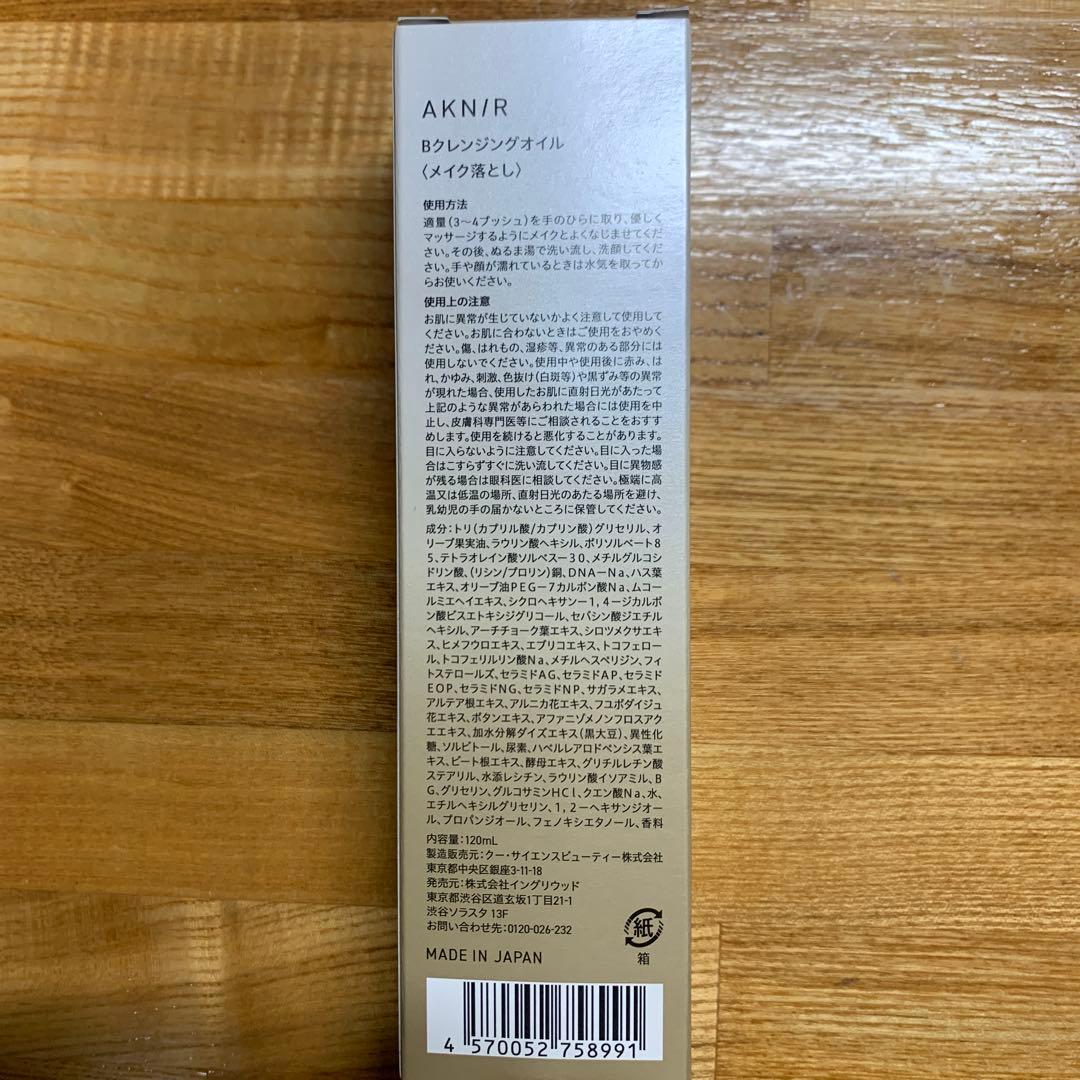 AKNIR
Bクレンジングオイル
〈メイク落とし〉
使用方法
適量(3〜4プッシュ)を手のひらに取り、優しく
マッサージするようにメイクとよくなじませてくだ
さい。その後、ぬるま湯で洗い流し、洗顔してくだ
さい。手や顔が濡れているときは水気を取ってか
らお使いください。
使用上の注意
お肌に異常が生じていないかよく注意して使用して
ください。お肌に合わないときはご使用をおやめく
ださい。傷、はれもの、湿疹等、異常のある部分には
使用しないでください。使用中や使用後に赤み、は
れ、かゆみ、刺激、色抜け(白斑等)や黒ずみ等の異常
が現れた場合、使用したお肌に直射日光があたって
上記のような異常があらわれた場合には使用を中
止し、皮膚科専門医等にご相談されることをおすす
めします。使用を続けると悪化することがあります。
目に入らないように注意してください。目に入った場
合はこすらずすぐに洗い流してください。目に異物感
が残る場合は眼科医に相談してください。極端に高
温又は低温の場所、直射日光のあたる場所を避け、
乳幼児の手の届かないところに保管してください。
成分：トリ(カプリル酸/カプリン酸)グリセリル、オ
リーブ果実油、ラウリン酸ヘキシル、ポリソルベート8
5、テトラオレイン酸ソルベス－30、メチルグルコシ
ドリン酸、(リシン/プロリン)銅、DNA－Na、ハス葉
エキス、オリーブ油PEG－7カルボン酸Na、ムコー
ルミエヘイエキス、シクロヘキサン－1,4－ジカルボ
ン酸ビスエトキシジグリコール、セバシン酸ジエチル
ヘキシル、アーチチョーク葉エキス、シロツメクサエキ
ス、ヒメフウロエキス、エブリコエキス、トコフェロー
ル、トコフェリルリン酸Na、メチルヘスペリジン、フィ
トステロールズ、セラミドAG、セラミドAP、セラミド
EOP、セラミドNG、セラミドNP、サガラメエキス、
アルテア根エキス、アルニカ花エキス、フユボダイジュ
花エキス、ボタンエキス、アファニゾメノンフロスアク
エエキス、加水分解ダイズエキス(黒大豆)、異性化
糖、ソルビトール、尿素、ハベルレアロドペンシス葉エ
キス、ビート根エキス、酵母エキス、グリチルレチン酸
ステアリル、水添レシチン、ラウリン酸イソアミル、B
G、グリセリン、グルコサミンHCl、クエン酸Na、水、
エチルヘキシルグリセリン、1,2－ヘキサンジオー
ル、プロパンジオール、フェノキシエタノール、香料
内容量:120mL
製造販売元:クー・サイエンスビューティー株式会社
東京都中央区銀座3-11-18
発売元:株式会社イングリウッド
東京都渋谷区道玄坂1丁目21-1
渋谷ソラスタ 13F
お問い合わせ先:0120-026-232
紙
箱
MADE IN JAPAN
4 570052 758991